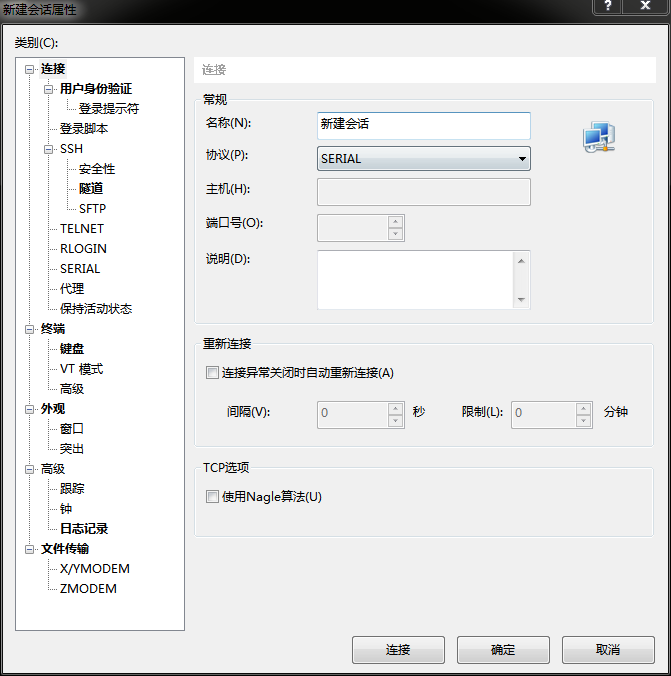 新建会话属性
类别(C):
连接
用户身份验证
登录提示符
登录脚本
SSH
安全性
隧道
SFTP
TELNET
RLOGIN
SERIAL
代理
保持活动状态
终端
键盘
VT 模式
高级
外观
窗口
突出
高级
跟踪
钟
日志记录
文件传输
X/YMODEM
ZMODEM
连接
常规
名称(N): 新建会话
协议(P): SERIAL
主机(H):
端口号(O):
说明(D):
重新连接
连接异常关闭时自动重新连接(A)
间隔(V): 0 秒 限制(L): 0 分钟
TCP选项
使用Nagle算法(U)
连接 确定 取消